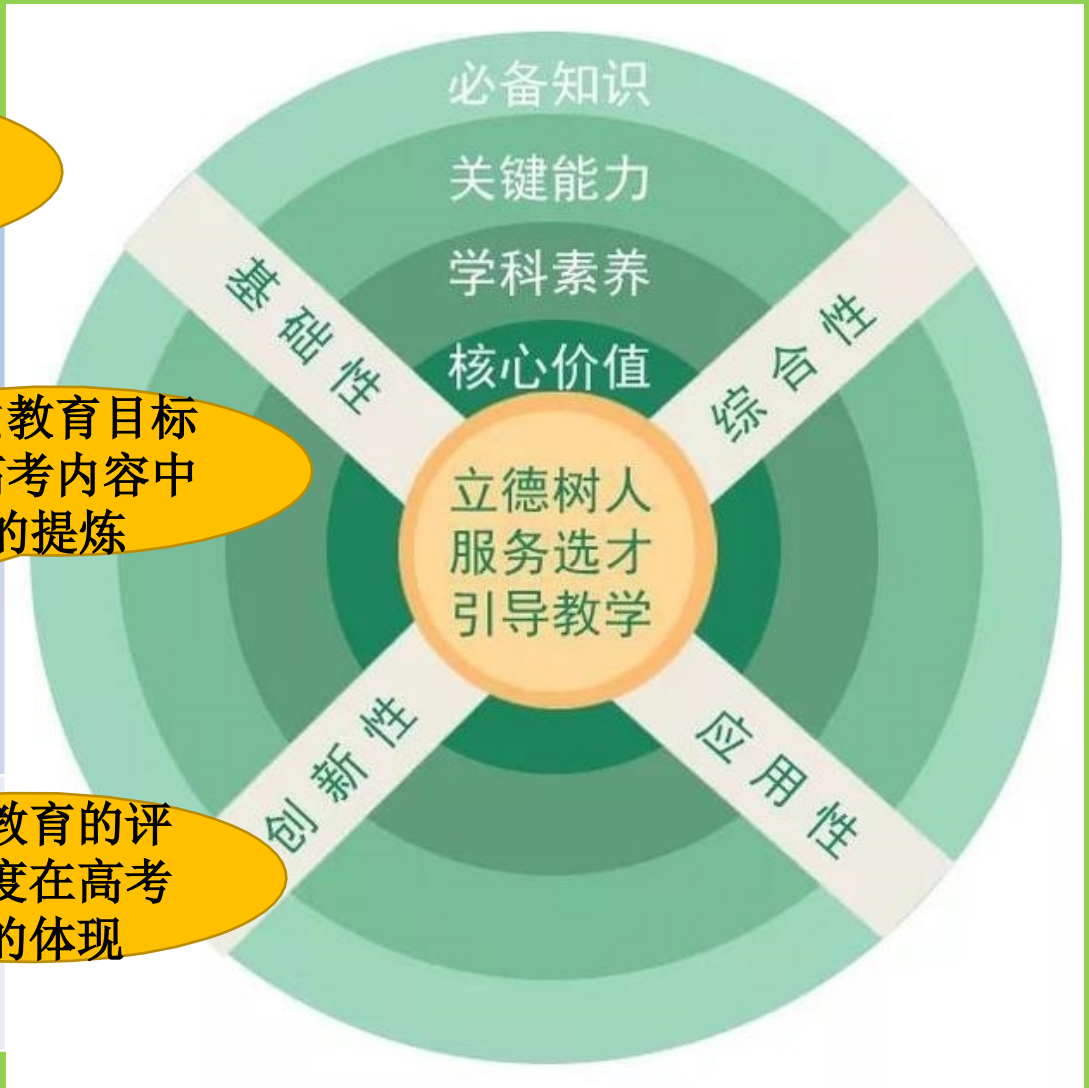 必备知识
关键能力
学科素养
核心价值
基础性
综合性
立德树人
服务选才
引导教学
创新性
应用性
教育目标
考内容中
的提炼
教育的评
度在高考
的体现